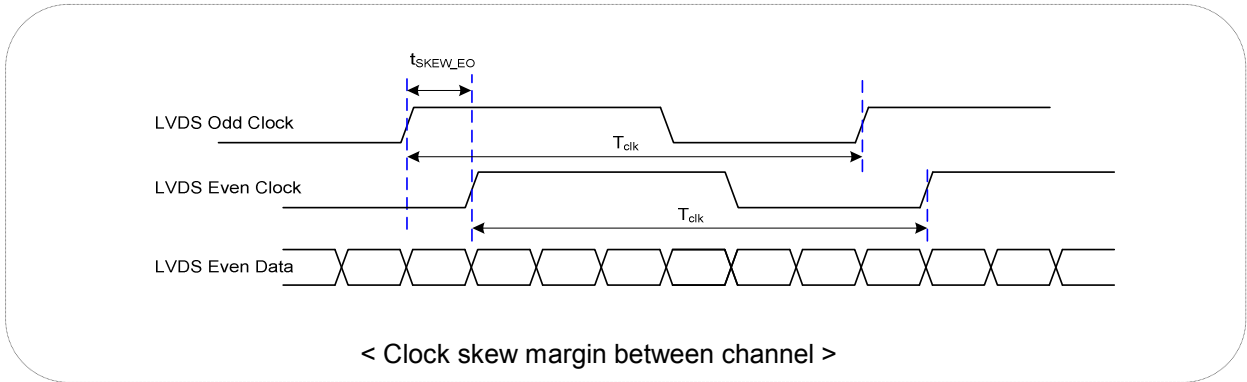 tSKEW_EO
LVDS Odd Clock
Tclk
LVDS Even Clock
Tclk
LVDS Even Data
< Clock skew margin between channel >